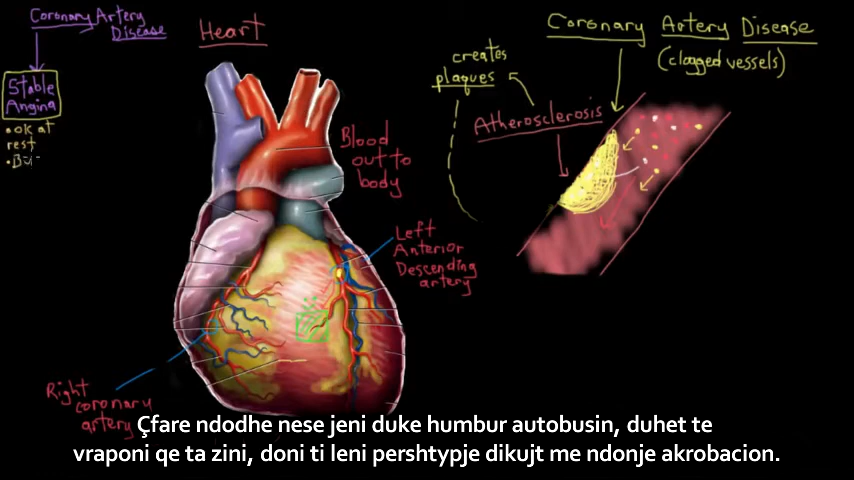 Coronary Artery
Disease
Stable
Angina
• ok at
rest
Heart
Blood
out to
body
Left
Anterior
Descending
artery
Right
coronary
artery
Coronary Artery Disease
(clogged vessels)
creates
plaques
Atherosclerosis
Çfare ndodhe nese jeni duke humbur autobusin, duhet te
vraponi qe ta zini, doni ti leni pershtypje dikujt me ndonje akrobacion.